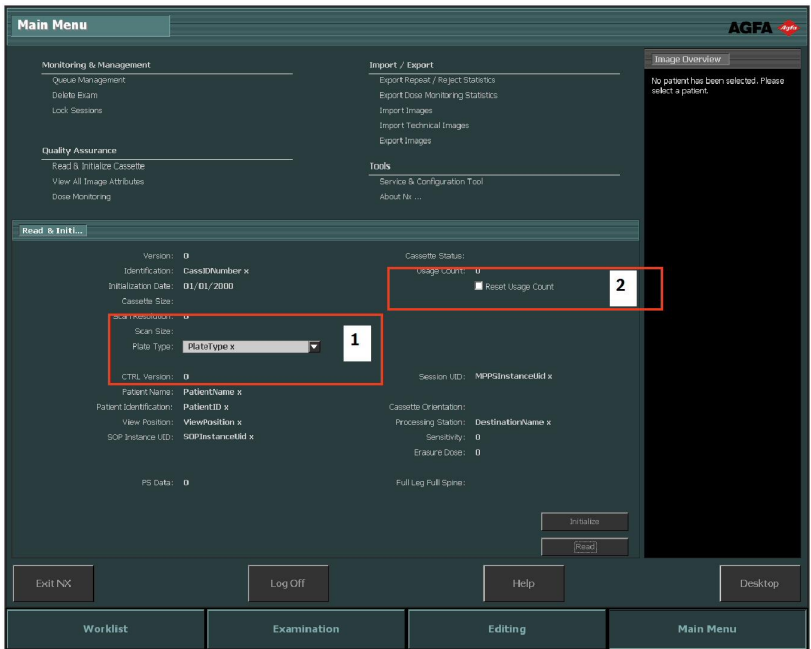 Main Menu
AGFA
Agfa
Monitoring & Management
Queue Management
Delete Exam
Lock Sessions
Quality Assurance
Read & Initialize Cassette
View All Image Attributes
Dose Monitoring
Import / Export
Export Repeat / Reject Statistics
Export Dose Monitoring Statistics
Import Images
Import Technical Images
Export Images
Tools
Service & Configuration Tool
About Nx ...
Image Overview
No patient has been selected. Please
select a patient.
Read & Initi...
Version: 0
Identification: CassIDNumber x
Initialization Date: 01/01/2000
Cassette Size:
Scan Resolution: 0
Scan Size:
Plate Type: PlateType x
1
CTRL Version: 0
Patient Name: PatientName x
Patient Identification: PatientID x
View Position: ViewPosition x
SOP Instance UID: SOPInstanceUid x
PS Data: 0
Cassette Status:
Usage Count: 0
Reset Usage Count
2
Session UID: MPPSInstanceUid x
Cassette Orientation:
Processing Station: DestinationName x
Sensitivity: 0
Erasure Dose: 0
Full Leg Full Spine:
Initialize
Read
Exit NX
Log Off
Help
Desktop
Worklist
Examination
Editing
Main Menu